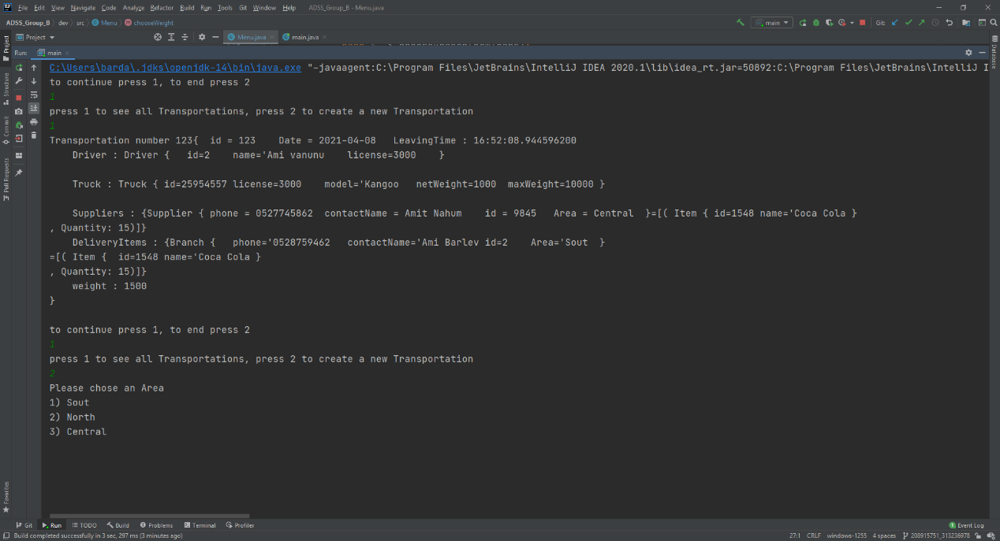 File Edit View Navigate Code Analyze Refactor Build Run Tools Git Window Help ADSS_Group_B - Menu.java
ADSS_Group_B dev src Menu chooseWeight main Git:
Project Menu.java main.java
Run: main
C:\Users\barda\.jdks\openjdk-14\bin\java.exe "-javaagent:C:\Program Files\JetBrains\IntelliJ IDEA 2020.1\lib\idea_rt.jar=50892:C:\Program Files\JetBrains\IntelliJ I
to continue press 1, to end press 2
1
press 1 to see all Transportations, press 2 to create a new Transportation
1
Transportation number 123{ id = 123 Date = 2021-04-08 LeavingTime : 16:52:08.944596200
Driver : Driver { id=2 name='Ami vanunu license=3000 }
Truck : Truck { id=25954557 license=3000 model='Kangoo netWeight=1000 maxWeight=10000 }
Suppliers : {Supplier { phone = 0527745862 contactName = Amit Nahum id = 9845 Area = Central }=[( Item { id=1548 name='Coca Cola }
, Quantity: 15)]}
DeliveryItems : {Branch { phone='0528759462 contactName='Ami Barlev id=2 Area='Sout }
=[( Item { id=1548 name='Coca Cola }
, Quantity: 15)]}
weight : 1500
}
to continue press 1, to end press 2
1
press 1 to see all Transportations, press 2 to create a new Transportation
2
Please chose an Area
1) Sout
2) North
3) Central
Project
Structure
Commit
Pull Requests
Favorites
Database
Git Run TODO Build Problems Terminal Profiler 1 Event Log
Build completed successfully in 3 sec, 297 ms (3 minutes ago) 27:1 CRLF windows-1255 4 spaces 208915751_313236978